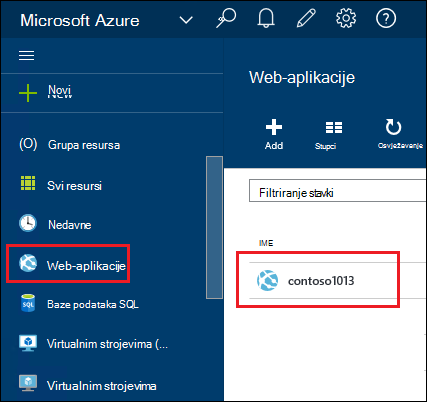 Microsoft Azure
Novi
Grupa resursa
Svi resursi
Nedavne
Web-aplikacije
SQL
Baze podataka SQL
Virtualnim strojevima (...
Virtualnim strojevima
Web-aplikacije
Add
Stupci
Osvježavanje
Filtriranje stavki
IME
contoso1013